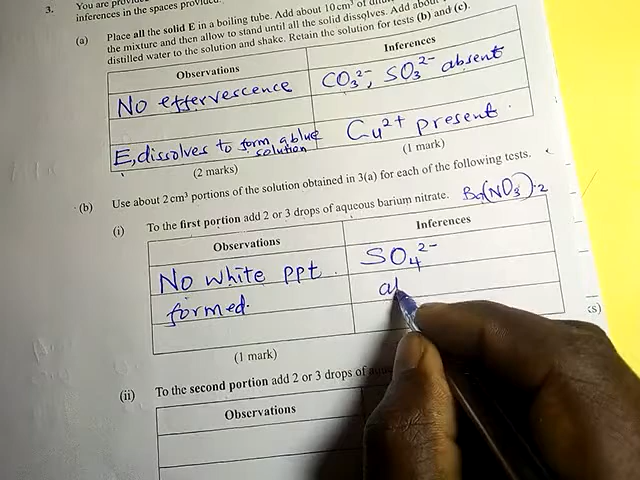 3.
You are provided
inferences in the spaces provided
(a) Place all the solid E in a boiling tube. Add about 10 cm³ of
the mixture and then allow to stand until all the solid dissolves. Add about
distilled water to the solution and shake. Retain the solution for tests (b) and (c).
Observations Inferences
No effervescence CO₃²⁻, SO₃²⁻ absent
E, dissolves to form a blue solution Cu²⁺ present.
(2 marks) (1 mark)
(b) Use about 2 cm³ portions of the solution obtained in 3(a) for each of the following tests.
(i) To the first portion add 2 or 3 drops of aqueous barium nitrate. Ba(NO₃)·2
Observations Inferences
No white ppt. SO₄²⁻
formed.
(1 mark)
(ii) To the second portion add 2 or 3 drops of
Observations